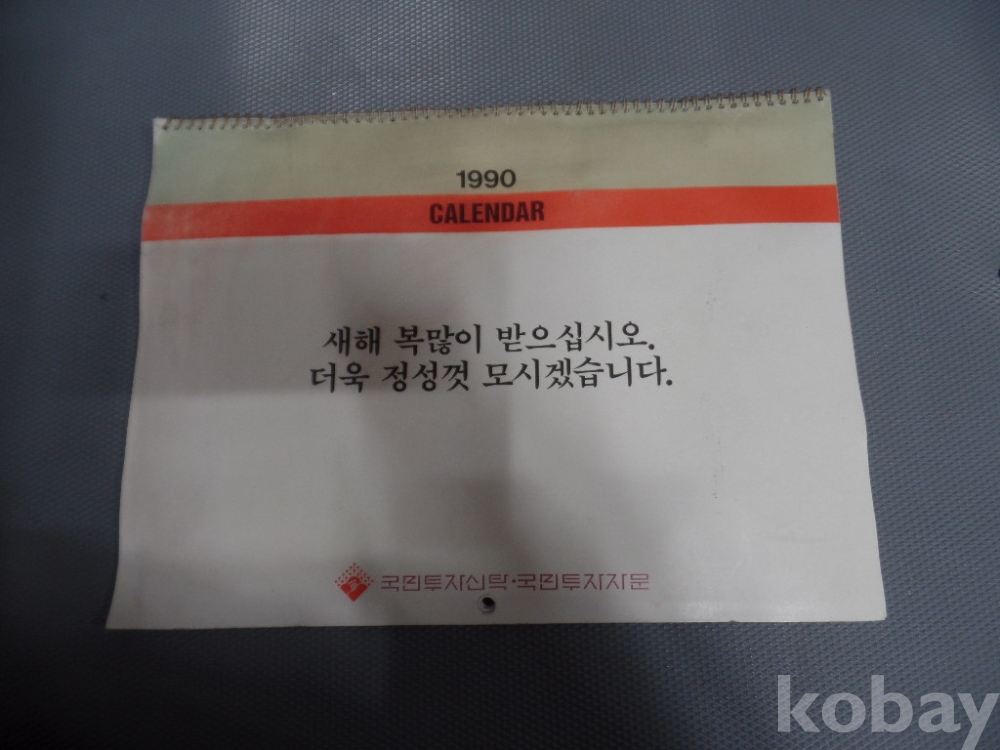 1990
CALENDAR
새해 복많이 받으십시오.
더욱 정성껏 모시겠습니다.
국민투자신탁·국민투자자문
kobay